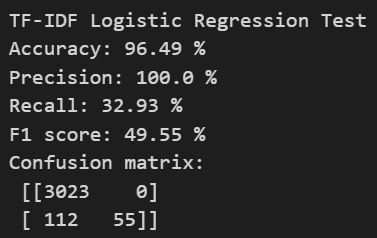 TF-IDF Logistic Regression Test
Accuracy: 96.49 %
Precision: 100.0 %
Recall: 32.93 %
F1 score: 49.55 %
Confusion matrix:
[[3023    0]
[ 112   55]]